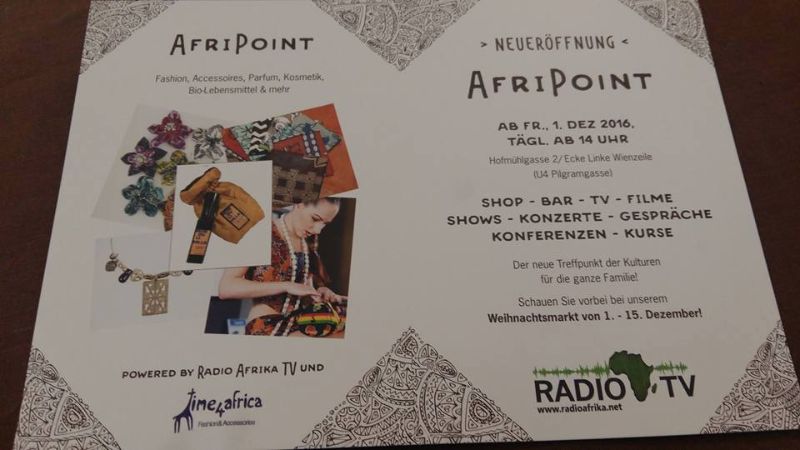 AFRIPOINT
Fashion, Accessoires, Parfum, Kosmetik,
Bio-Lebensmittel & mehr
POWERED BY RADIO AFRIKA TV UND
Time4africa
Fashion&Accessories
> NEUERÖFFNUNG <
AFRIPOINT
AB FR., 1. DEZ 2016,
TÄGL. AB 14 UHR
Hofmühlgasse 2/ Ecke Linke Wienzeile
(U4 Pilgramgasse)
SHOP - BAR - TV - FILME
SHOWS - KONZERTE - GESPRÄCHE
KONFERENZEN - KURSE
Der neue Treffpunkt der Kulturen
für die ganze Familie!
Schauen Sie vorbei bei unserem
Weihnachtsmarkt von 1. - 15. Dezember!
RADIO TV
www.radioafrika.net